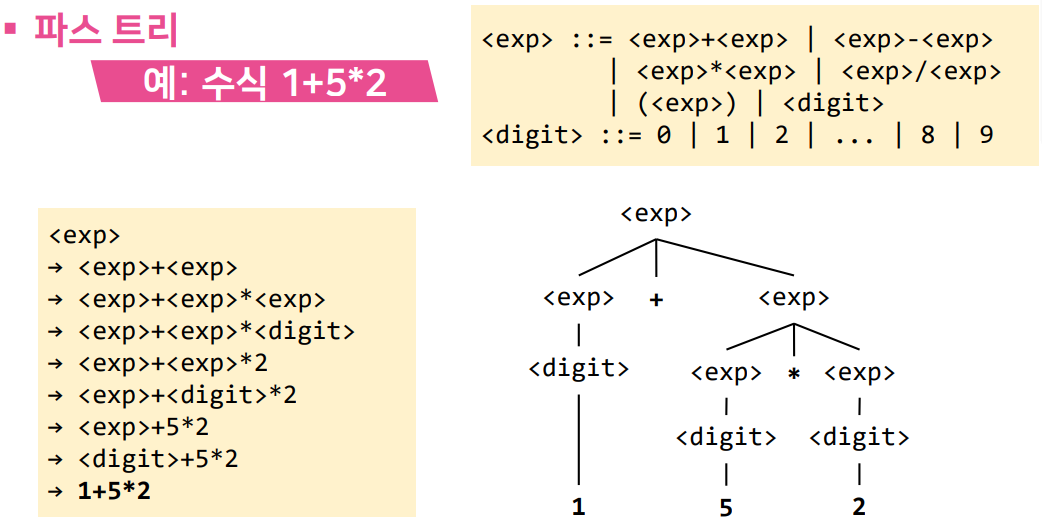 ▪ 파스 트리
예: 수식 1+5*2
<exp> ::= <exp>+<exp> | <exp>-<exp>
| <exp>*<exp> | <exp>/<exp>
| (<exp>) | <digit>
<digit> ::= 0 | 1 | 2 | ... | 8 | 9
<exp>
→ <exp>+<exp>
→ <exp>+<exp>*<exp>
→ <exp>+<exp>*<digit>
→ <exp>+<exp>*2
→ <exp>+<digit>*2
→ <exp>+5*2
→ <digit>+5*2
→ 1+5*2
<exp>
<exp> + <exp>
<digit> <exp> * <exp>
<digit> <digit>
1 5 2